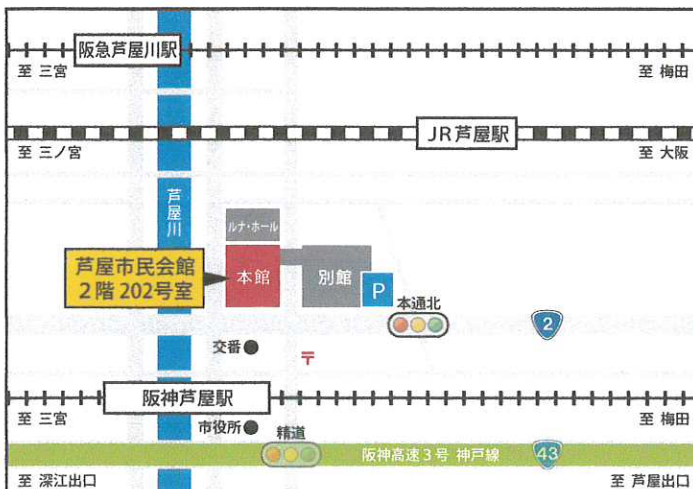 阪急芦屋川駅
至 三宮
至 梅田
JR 芦屋駅
至 三ノ宮
至 大阪
芦屋川
ルナ・ホール
芦屋市民会館
2階 202号室
本館
別館
P
本通北
2
交番
〒
阪神芦屋駅
至 三宮
至 梅田
市役所
精道
阪神高速3号 神戸線
43
至 深江出口
至 芦屋出口